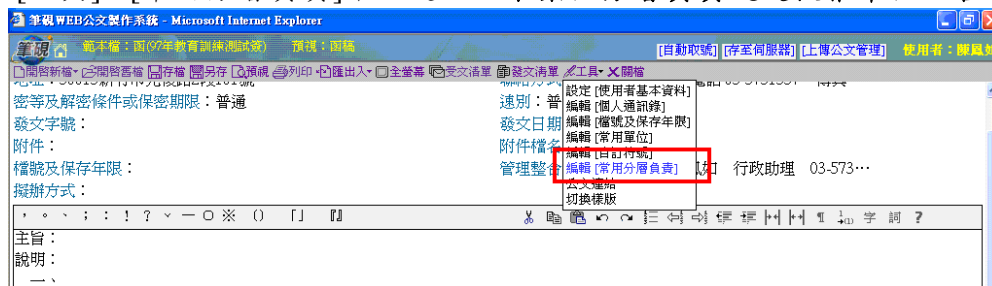 筆硯WEB公文製作系統 - Microsoft Internet Explorer
筆硯 範本檔：函(97年教育訓練測試簽) 預視：函稿 [自動取號] [存至伺服器] [上傳公文管理] 使用者：陳鳳如
開啟新檔 開啟舊檔 存檔 另存 預視 列印 匯出入 全螢幕 受文清單 發文清單 工具 關檔
設定 [使用者基本資料]
密等及解密條件或保密期限：普通 速別：普
編輯 [個人通訊錄]
編輯 [檔號及保存年限]
發文字號： 發文日期
編輯 [常用單位]
附件： 附件檔名
編輯 [自訂符號]
檔號及保存年限： 管理整合
編輯 [常用分層負責]
如 行政助理 03-573…
公文連結
擬辦方式：
切換樣版
， 。 、 ； ： ！ ？ ˇ — ○ ※ () 「」 『』 字 詞 ?
主旨：
說明：
一、